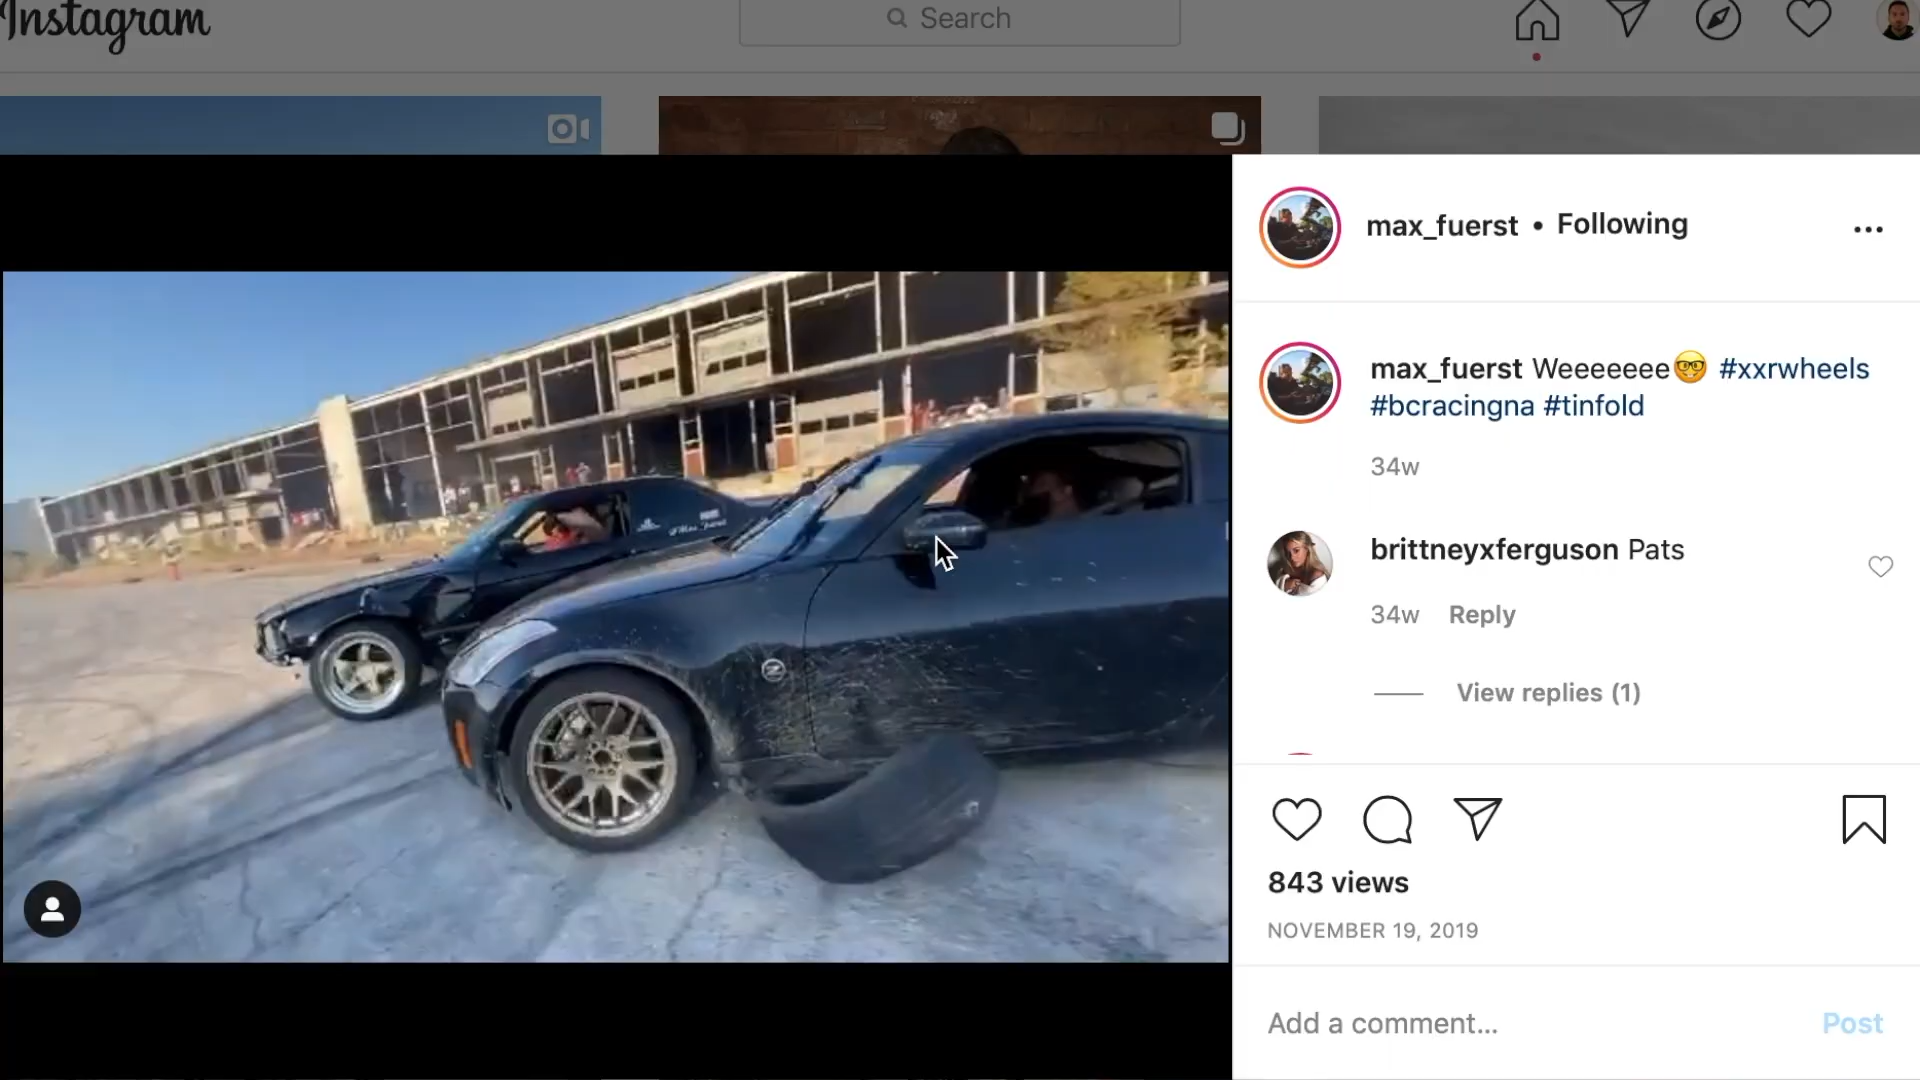 Instagram
Search
max_fuerst • Following
max_fuerst Weeeeeee🤓 #xxrwheels
#bcracingna #tinfold
34w
brittneyxferguson Pats
34w Reply
View replies (1)
843 views
NOVEMBER 19, 2019
Add a comment...
Post